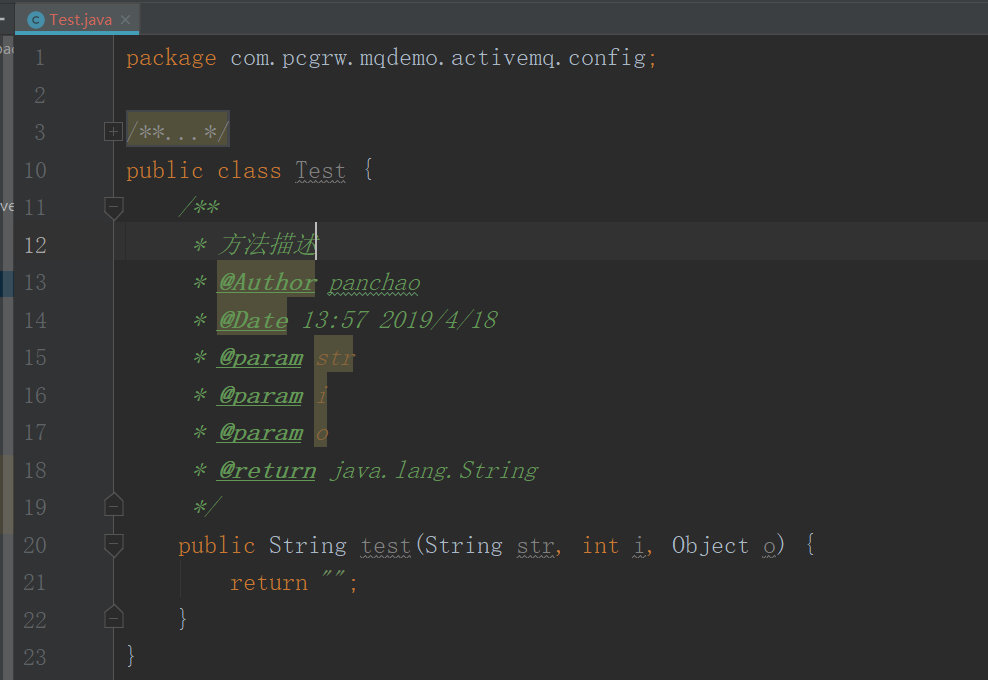 Test.java
1 package com.pcgrw.mqdemo.activemq.config;
2
3 /**...*/
10 public class Test {
11 /**
12 * 方法描述
13 * @Author panchao
14 * @Date 13:57 2019/4/18
15 * @param str
16 * @param i
17 * @param o
18 * @return java.lang.String
19 */
20 public String test(String str, int i, Object o) {
21 return "";
22 }
23 }